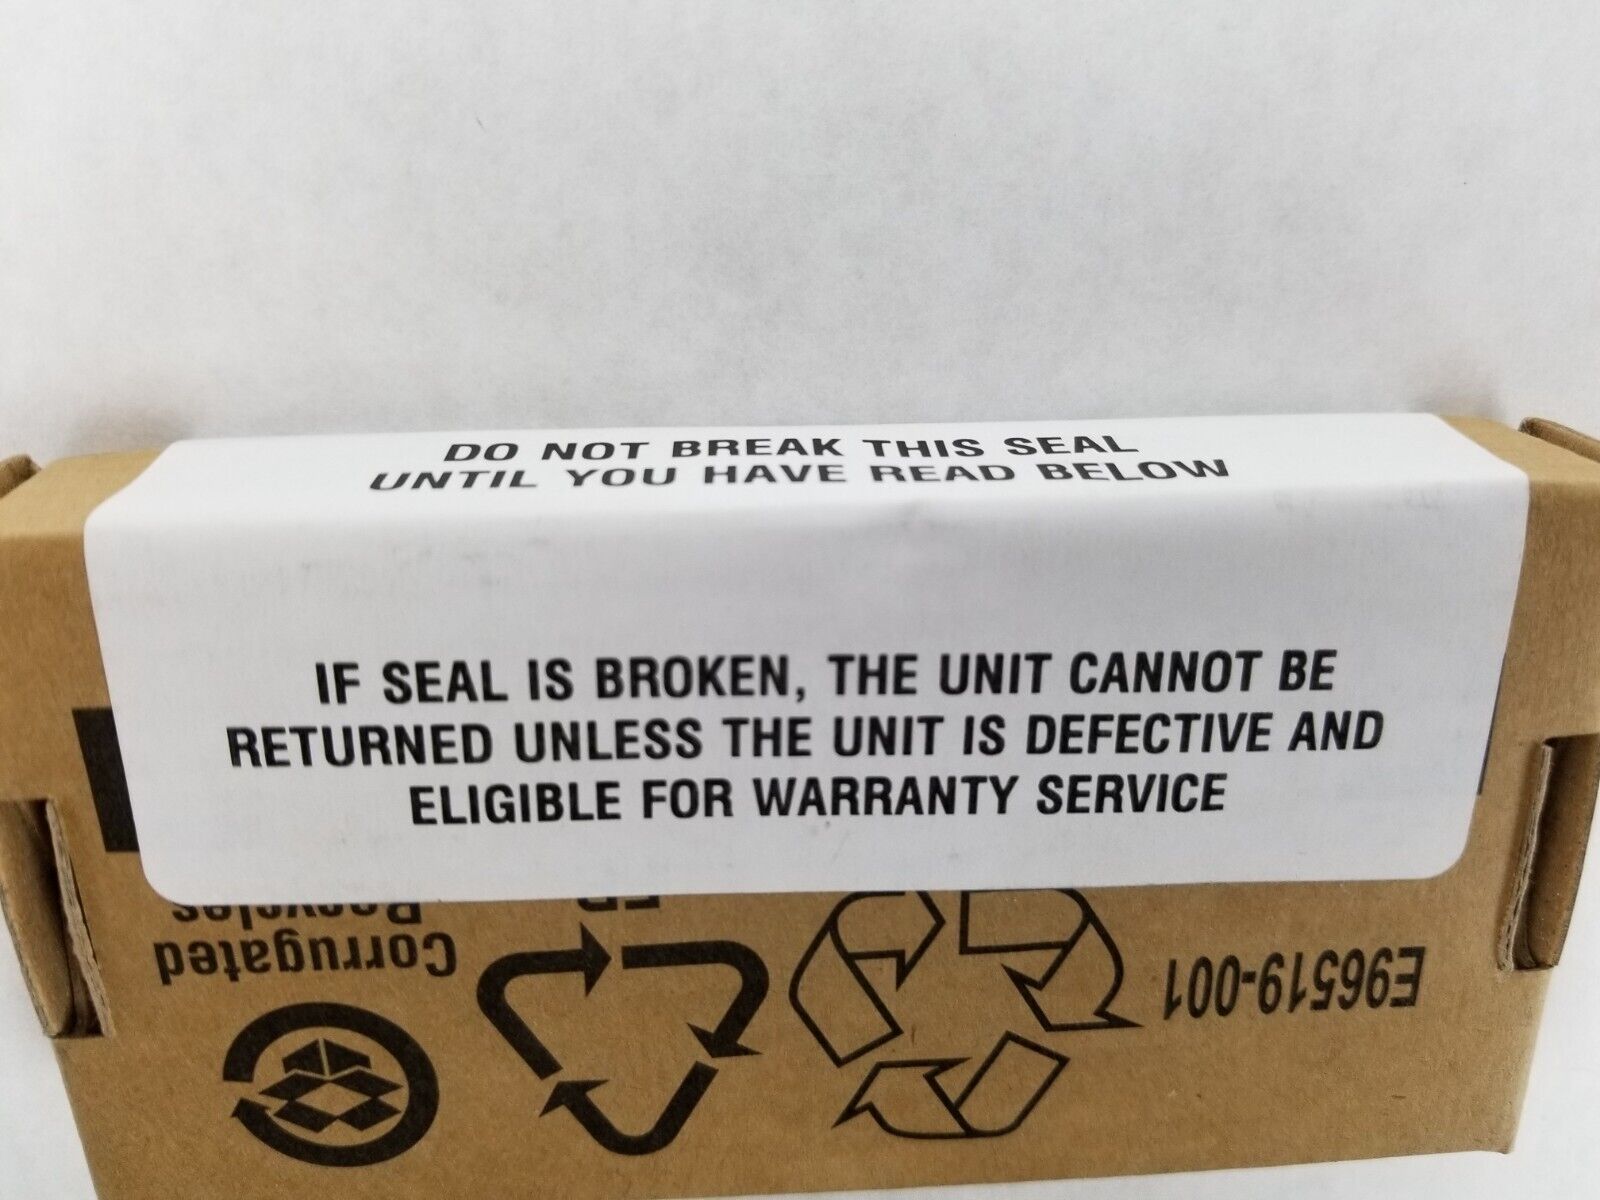 DO NOT BREAK THIS SEAL
UNTIL YOU HAVE READ BELOW
IF SEAL IS BROKEN, THE UNIT CANNOT BE
RETURNED UNLESS THE UNIT IS DEFECTIVE AND
ELIGIBLE FOR WARRANTY SERVICE
E96519-001
Corrugated
Recycles